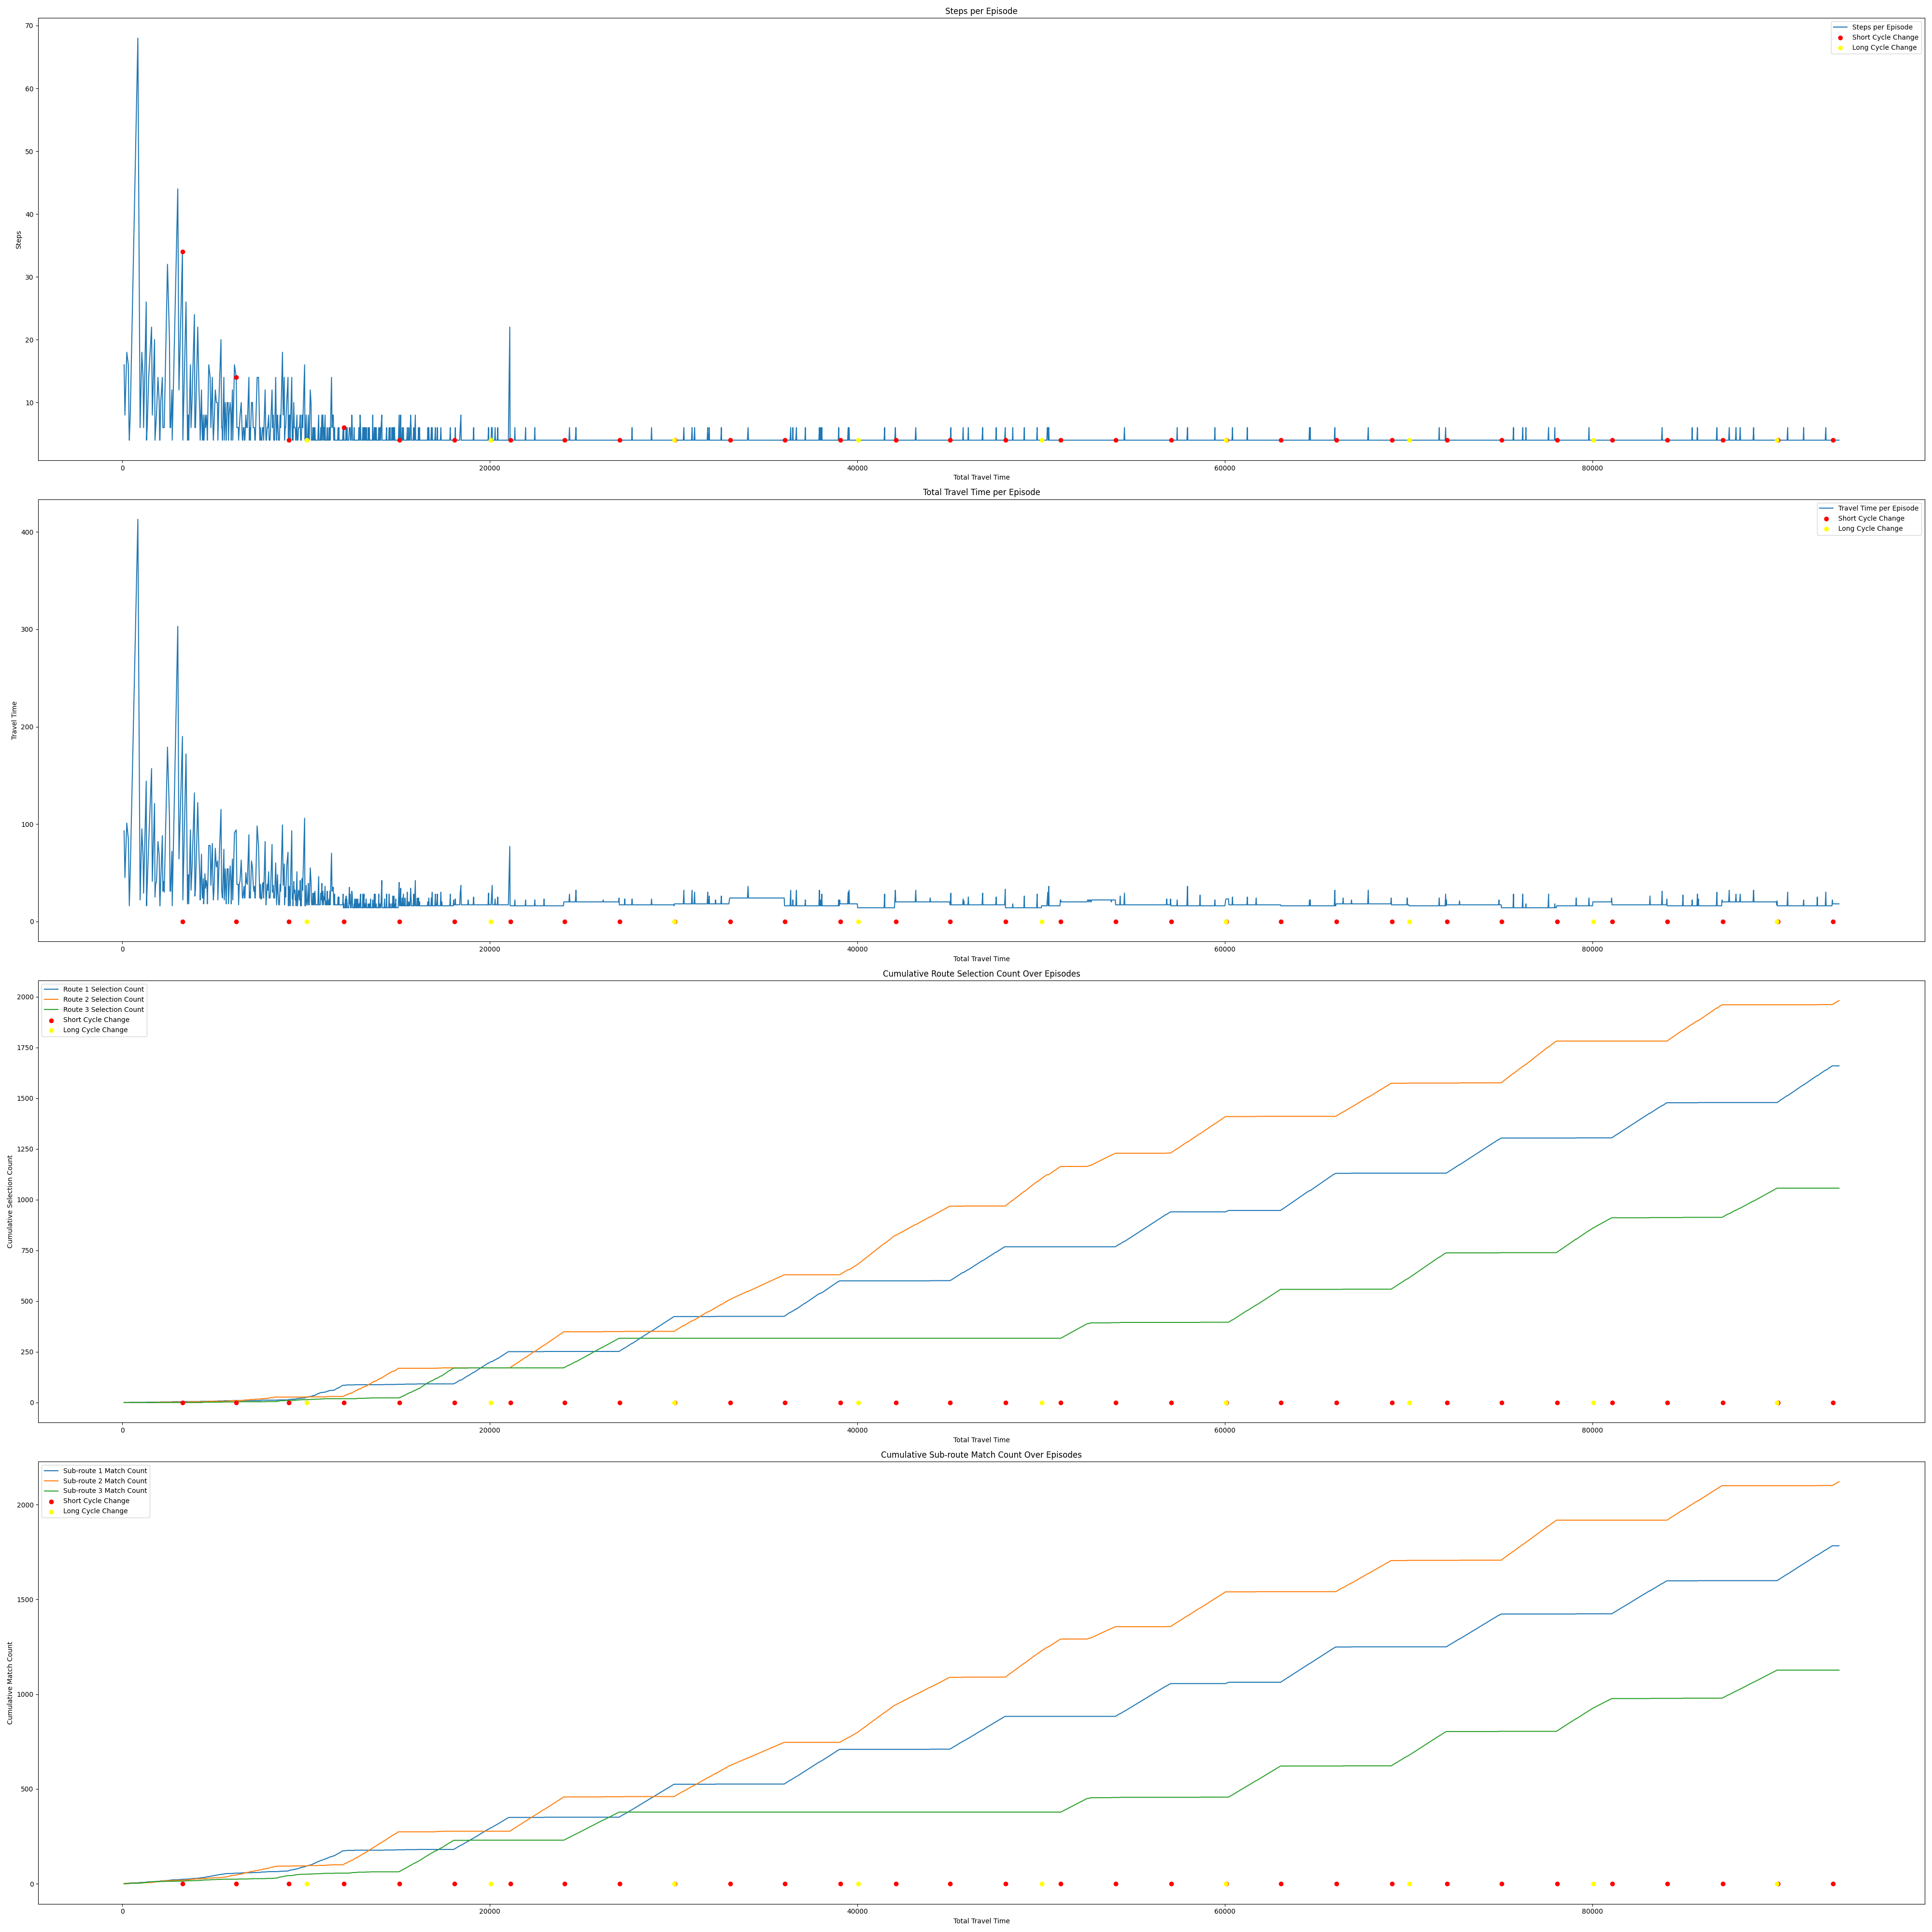 Steps per Episode
70
60
50
40
30
20
10
Steps
Steps per Episode
Short Cycle Change
Long Cycle Change
0 20000 40000 60000 80000
Total Travel Time
Total Travel Time per Episode
400
300
200
100
0
Travel Time
Travel Time per Episode
Short Cycle Change
Long Cycle Change
0 20000 40000 60000 80000
Total Travel Time
Cumulative Route Selection Count Over Episodes
Route 1 Selection Count
Route 2 Selection Count
Route 3 Selection Count
Short Cycle Change
Long Cycle Change
2000
1750
1500
1250
1000
750
500
250
0
Cumulative Selection Count
0 20000 40000 60000 80000
Total Travel Time
Cumulative Sub-route Match Count Over Episodes
Sub-route 1 Match Count
Sub-route 2 Match Count
Sub-route 3 Match Count
Short Cycle Change
Long Cycle Change
2000
1500
1000
500
0
Cumulative Match Count
0 20000 40000 60000 80000
Total Travel Time